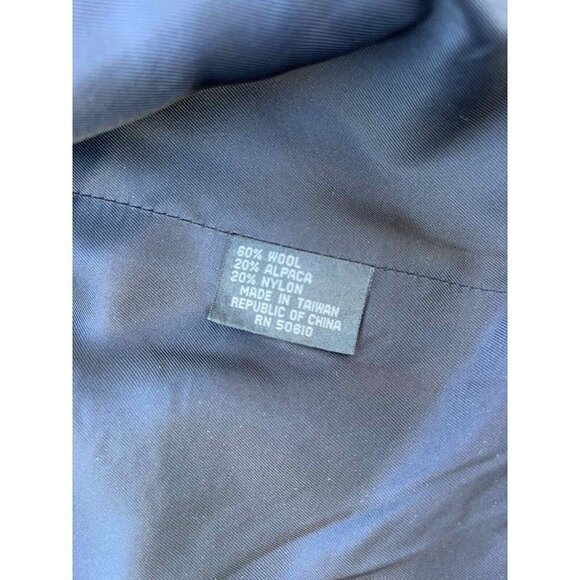 60% WOOL
20% ALPACA
20% NYLON
MADE IN TAIWAN
REPUBLIC OF CHINA
RN 50610